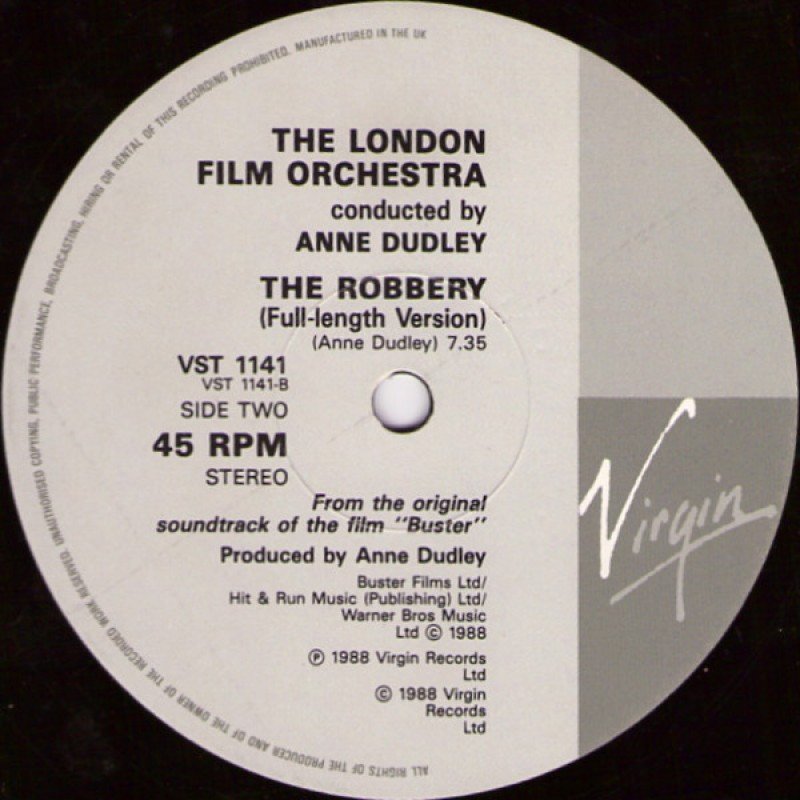 ALL RIGHTS OF THE PRODUCER AND OF THE OWNER OF THE RECORDED WORK RESERVED. UNAUTHORISED COPYING, PUBLIC PERFORMANCE, BROADCASTING, HIRING OR RENTAL OF THIS RECORDING PROHIBITED. MANUFACTURED IN THE UK
THE LONDON
FILM ORCHESTRA
conducted by
ANNE DUDLEY
THE ROBBERY
(Full-length Version)
(Anne Dudley) 7.35
VST 1141
VST 1141-B
SIDE TWO
45 RPM
STEREO
From the original
soundtrack of the film "Buster"
Produced by Anne Dudley
Buster Films Ltd/
Hit & Run Music (Publishing) Ltd/
Warner Bros Music
Ltd © 1988
℗ 1988 Virgin Records
Ltd
© 1988 Virgin
Records
Ltd
Virgin